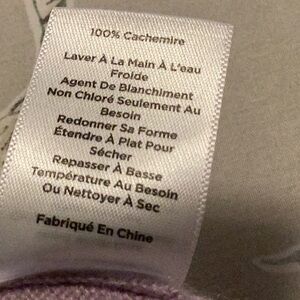 100% Cachemire
Laver À La Main À L'eau
Froide
Agent De Blanchiment
Non Chloré Seulement Au
Besoin
Redonner Sa Forme
Étendre À Plat Pour
Sécher
Repasser À Basse
Température Au Besoin
Ou Nettoyer À Sec
Fabriqué En Chine